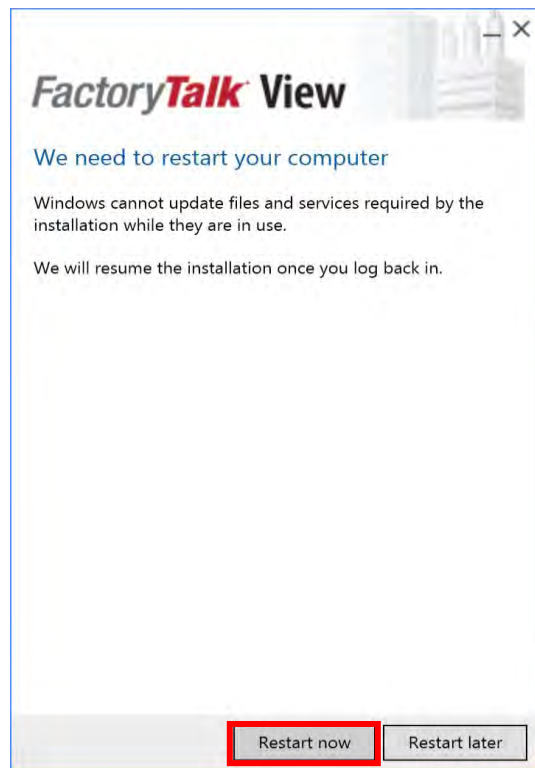 FactoryTalk View
We need to restart your computer
Windows cannot update files and services required by the
installation while they are in use.
We will resume the installation once you log back in.
Restart now
Restart later